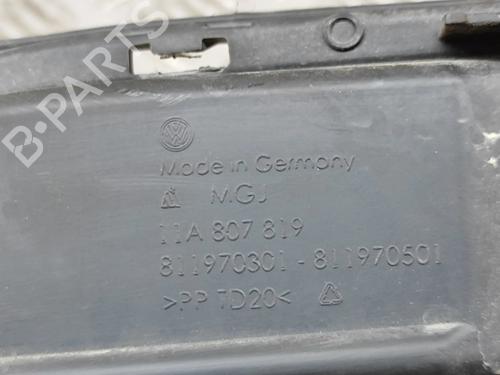 B-PARTS
Made in Germany
MGJ
11A 807 819
811970301-811970501
>PP TD20<